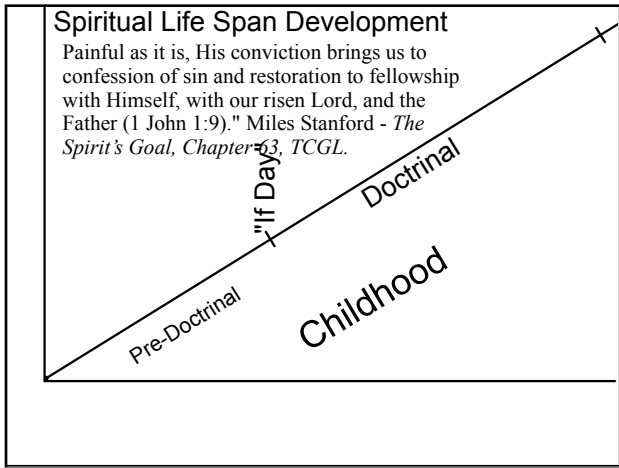 Spiritual Life Span Development
Painful as it is, His conviction brings us to
confession of sin and restoration to fellowship
with Himself, with our risen Lord, and the
Father (1 John 1:9)." Miles Stanford - The
Spirit's Goal, Chapter 63, TCGL.
"If Day"
Doctrinal
Pre-Doctrinal
Childhood